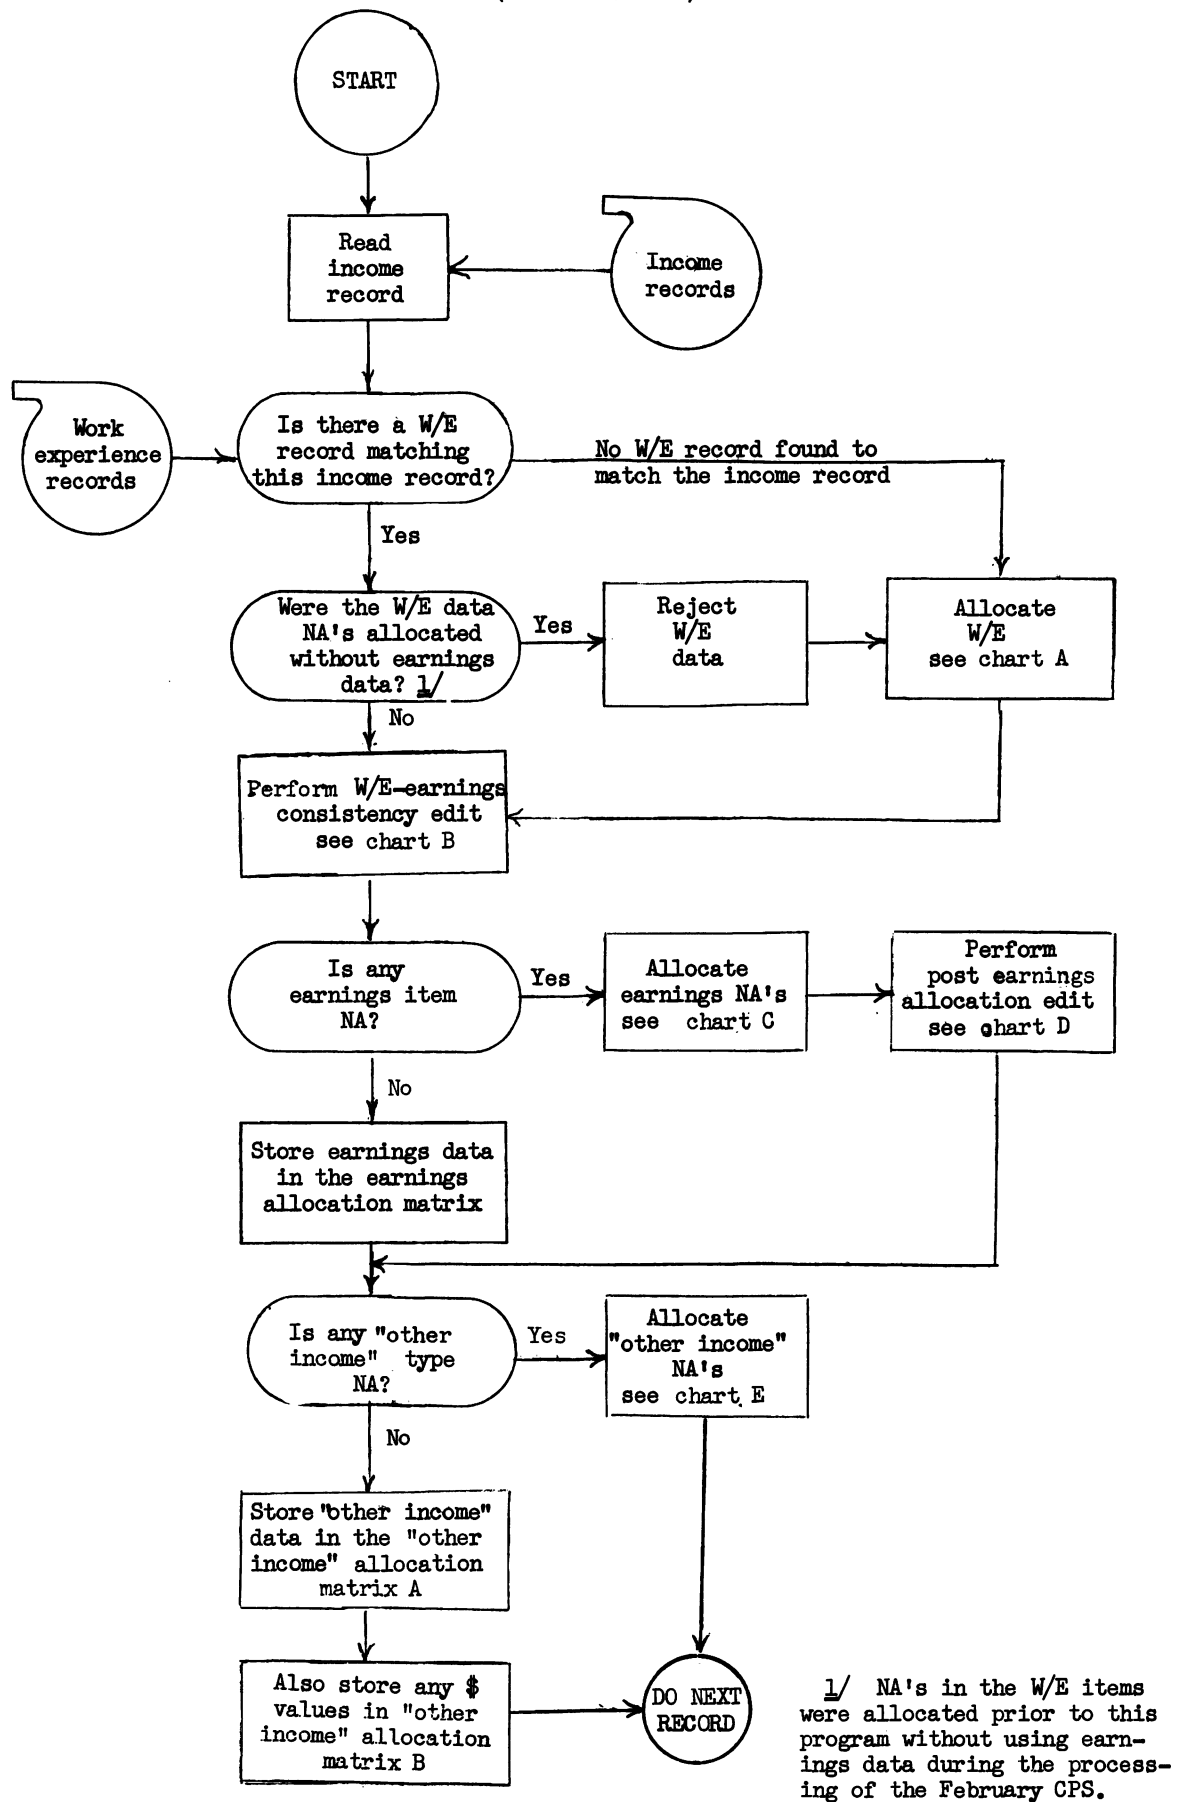 START
Read
income
record
Income
records
Work
experience
records
Is there a W/E
record matching
this income record?
No W/E record found to
match the income record
Yes
Were the W/E data
NA's allocated
without earnings
data? 1/
Yes
Reject
W/E
data
Allocate
W/E
see chart A
No
Perform W/E-earnings
consistency edit
see chart B
Is any
earnings item
NA?
Yes
Allocate
earnings NA's
see chart C
Perform
post earnings
allocation edit
see chart D
No
Store earnings data
in the earnings
allocation matrix
Is any "other
income" type
NA?
Yes
Allocate
"other income"
NA's
see chart E
No
Store "other income"
data in the "other
income" allocation
matrix A
Also store any $
values in "other
income" allocation
matrix B
DO NEXT
RECORD
1/ NA's in the W/E items
were allocated prior to this
program without using earn-
ings data during the process-
ing of the February CPS.